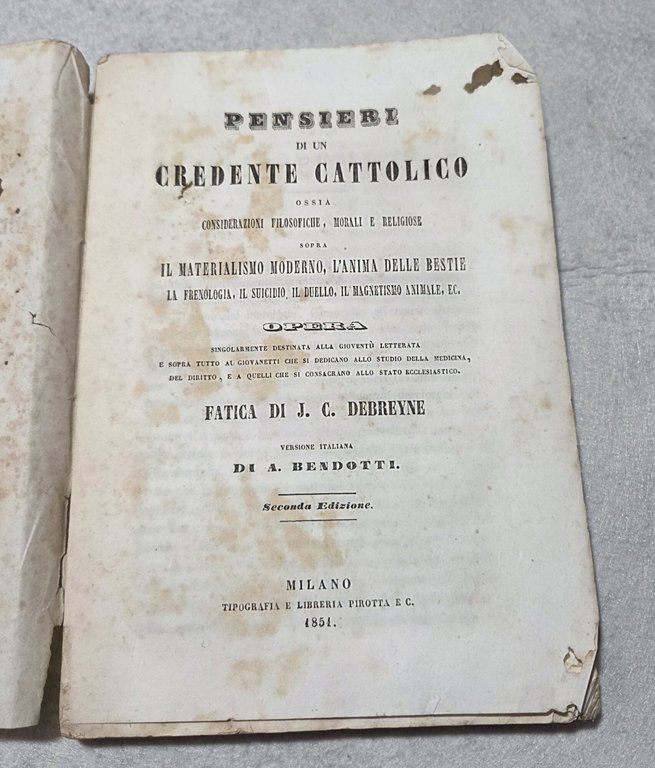 PENSIERI
DI UN
CREDENTE CATTOLICO
OSSIA
CONSIDERAZIONI FILOSOFICHE, MORALI E RELIGIOSE
SOPRA
IL MATERIALISMO MODERNO, L'ANIMA DELLE BESTIE
LA FRENOLOGIA, IL SUICIDIO, IL DUELLO, IL MAGNETISMO ANIMALE, EC.
OPERA
SINGOLARMENTE DESTINATA ALLA GIOVENTÙ LETTERATA
E SOPRA TUTTO AI GIOVANETTI CHE SI DEDICANO ALLO STUDIO DELLA MEDICINA,
DEL DIRITTO, E A QUELLI CHE SI CONSACRANO ALLO STATO ECCLESIASTICO.
FATICA DI J. C. DEBREYNE
VERSIONE ITALIANA
DI A. BENDOTTI.
Seconda Edizione.
MILANO
TIPOGRAFIA E LIBRERIA PIROTTA E C.
1851.